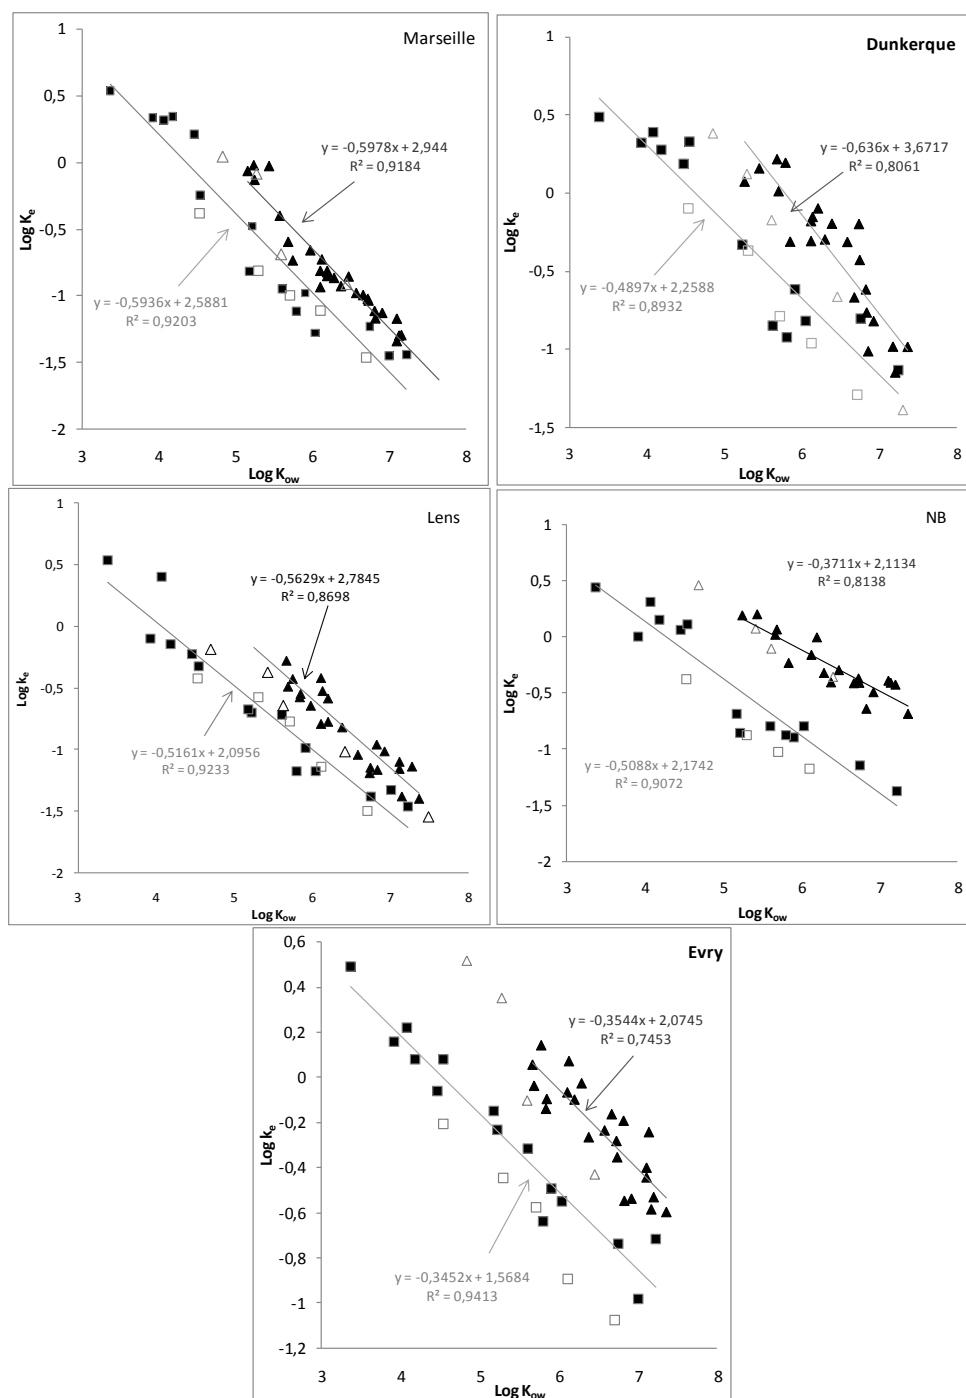 Marseille
1
0,5
0
-0,5
-1
-1,5
-2
3
4
5
6
7
8
Log Ke
Log Kow
y = -0,5978x + 2,944
R² = 0,9184
y = -0,5936x + 2,5881
R² = 0,9203
Dunkerque
1
0,5
0
-0,5
-1
-1,5
3
4
5
6
7
8
Log Ke
Log Kow
y = -0,636x + 3,6717
R² = 0,8061
y = -0,4897x + 2,2588
R² = 0,8932
Lens
1
0,5
0
-0,5
-1
-1,5
-2
3
4
5
6
7
8
Log Ke
Log Kow
y = -0,5629x + 2,7845
R² = 0,8698
y = -0,5161x + 2,0956
R² = 0,9233
NB
1
0,5
0
-0,5
-1
-1,5
-2
3
4
5
6
7
8
Log Ke
Log Kow
y = -0,3711x + 2,1134
R² = 0,8138
y = -0,5088x + 2,1742
R² = 0,9072
Evry
0,6
0,4
0,2
0
-0,2
-0,4
-0,6
-0,8
-1
-1,2
3
4
5
6
7
8
Log ke
Log Kow
y = -0,3544x + 2,0745
R² = 0,7453
y = -0,3452x + 1,5684
R² = 0,9413